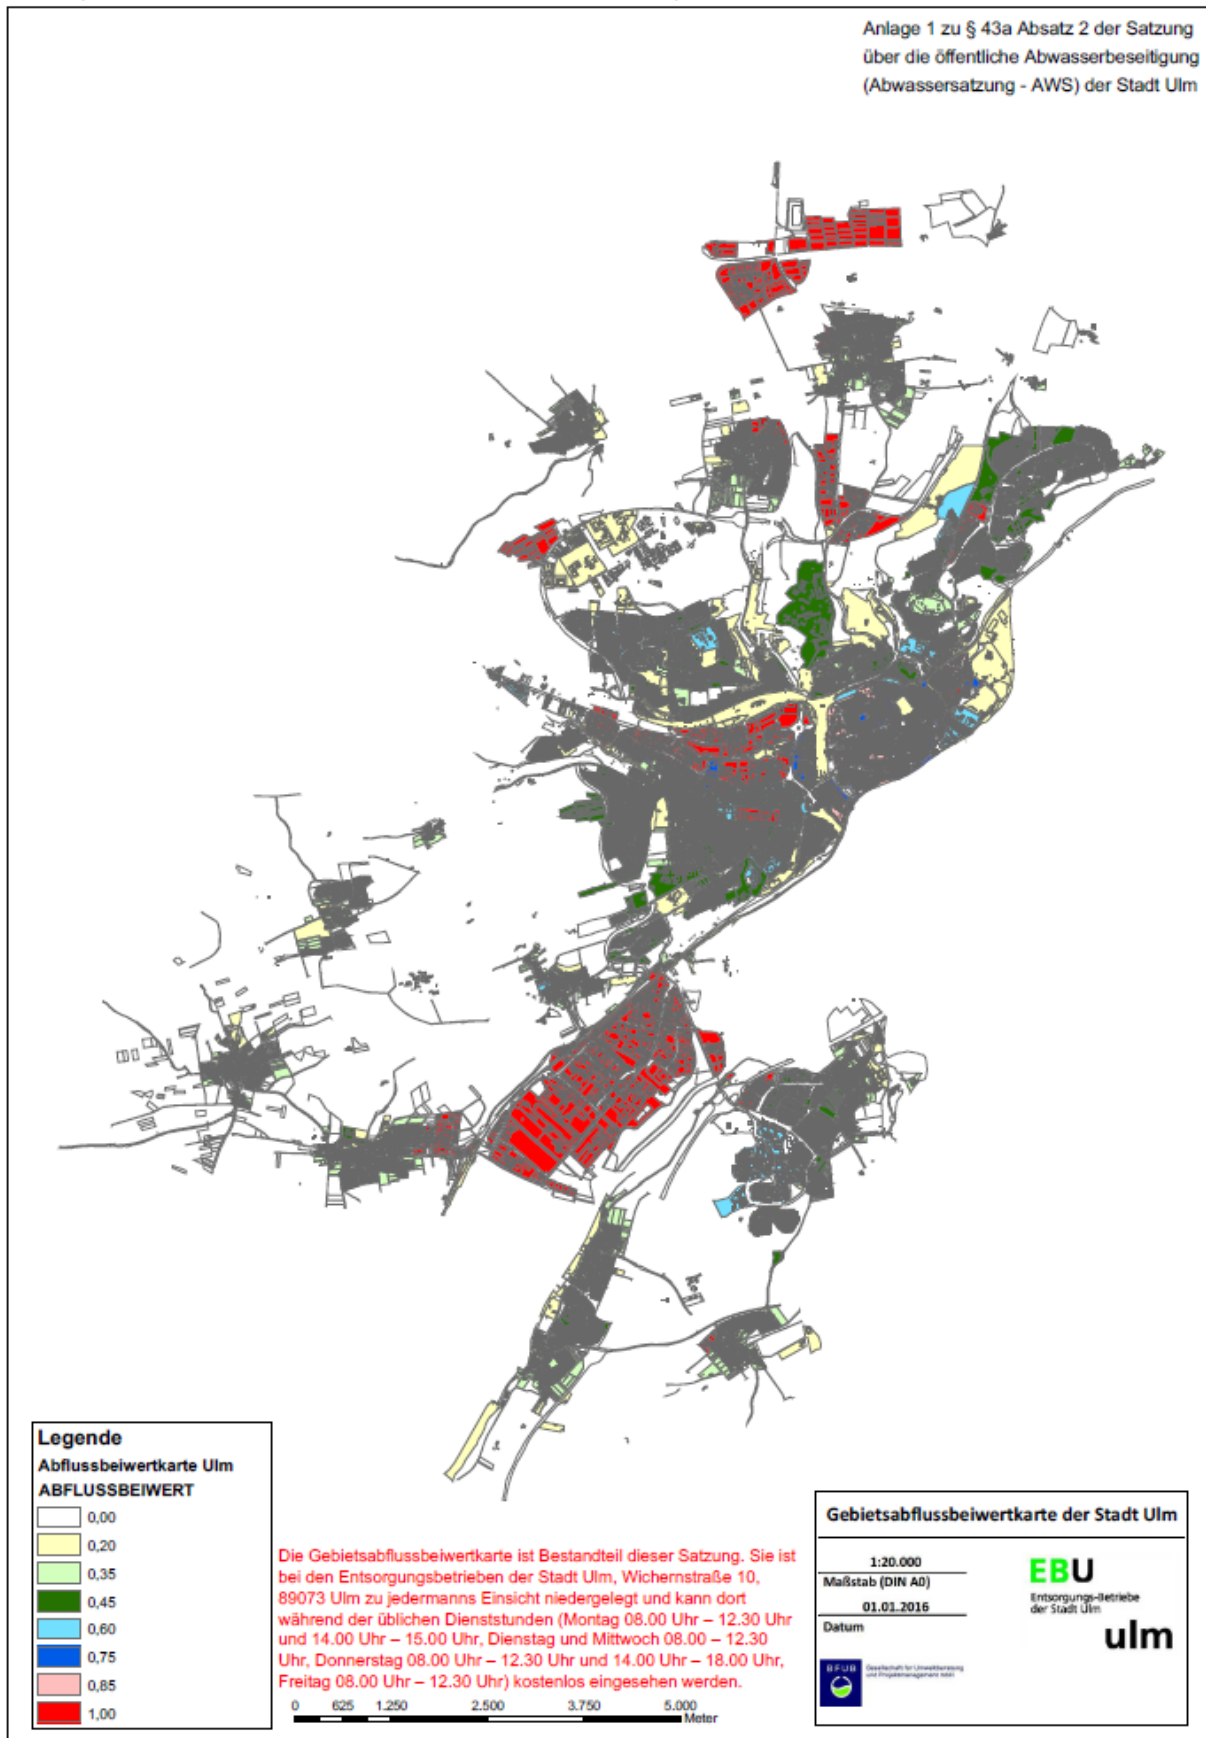 Anlage 1 zu § 43a Absatz 2 der Satzung
über die öffentliche Abwasserbeseitigung
(Abwassersatzung - AWS) der Stadt Ulm
Legende
Abflussbeiwertkarte Ulm
ABFLUSSBEIWERT
0,00
0,20
0,35
0,45
0,60
0,75
0,85
1,00
Die Gebietsabflussbeiwertkarte ist Bestandteil dieser Satzung. Sie ist
bei den Entsorgungsbetrieben der Stadt Ulm, Wichernstraße 10,
89073 Ulm zu jedermanns Einsicht niedergelegt und kann dort
während der üblichen Dienststunden (Montag 08.00 Uhr – 12.30 Uhr
und 14.00 Uhr – 15.00 Uhr, Dienstag und Mittwoch 08.00 – 12.30
Uhr, Donnerstag 08.00 Uhr – 12.30 Uhr und 14.00 Uhr – 18.00 Uhr,
Freitag 08.00 Uhr – 12.30 Uhr) kostenlos eingesehen werden.
0 625 1.250 2.500 3.750 5.000
Meter
Gebietsabflussbeiwertkarte der Stadt Ulm
1:20.000
Maßstab (DIN A0)
01.01.2016
Datum
EBU
Entsorgungs-Betriebe
der Stadt Ulm
ulm
BFUB
Gesellschaft für Umweltberatung
und Projektmanagement mbH